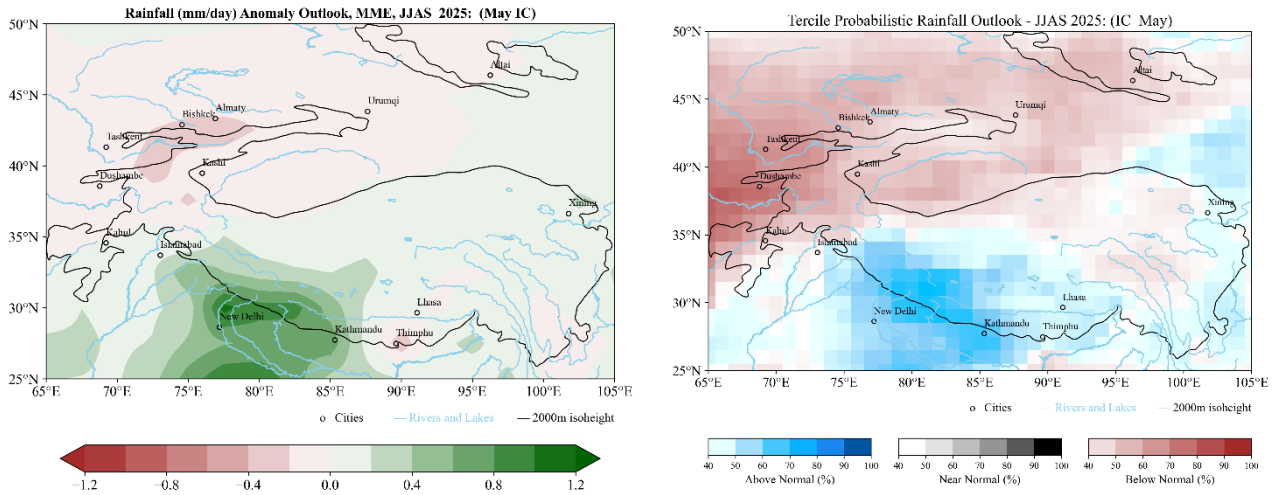 Rainfall (mm/day) Anomaly Outlook, MME, JJAS 2025: (May IC)
50°N
45°N
40°N
35°N
30°N
25°N
65°E 70°E 75°E 80°E 85°E 90°E 95°E 100°E 105°E
Altai
Urumqi
Almaty
Bishkek
Tashkent
Kashi
Dushambe
Xining
Kabul
Islamabad
Lhasa
New Delhi
Kathmandu
Thimphu
Cities Rivers and Lakes 2000m isoheight
−1.2 −0.8 −0.4 0.0 0.4 0.8 1.2
Tercile Probabilistic Rainfall Outlook - JJAS 2025: (IC May)
50°N
45°N
40°N
35°N
30°N
25°N
65°E 70°E 75°E 80°E 85°E 90°E 95°E 100°E 105°E
Altai
Urumqi
Almaty
Bishkek
Tashkent
Kashi
Dushambe
Xining
Kabul
Islamabad
Lhasa
New Delhi
Kathmandu
Thimphu
Cities Rivers and Lakes 2000m isoheight
40 50 60 70 80 90 100
Above Normal (%)
40 50 60 70 80 90 100
Near Normal (%)
40 50 60 70 80 90 100
Below Normal (%)